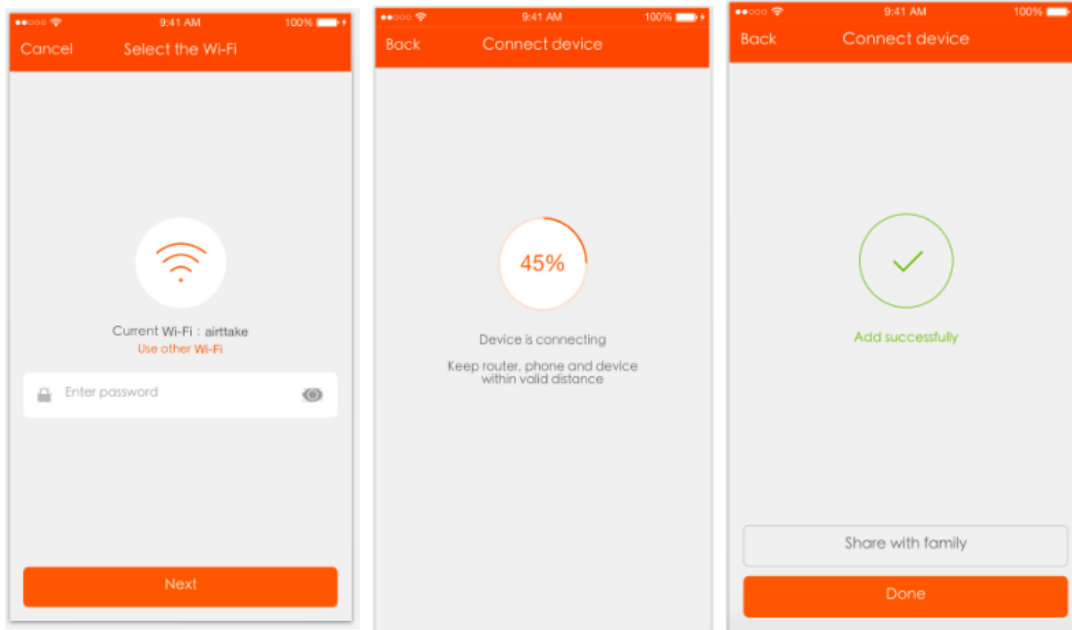 9:41 AM 100%
Cancel Select the Wi-Fi
Current Wi-Fi : airttake
Use other Wi-Fi
Enter password
Next
9:41 AM 100%
Back Connect device
45%
Device is connecting
Keep router, phone and device
within valid distance
9:41 AM 100%
Back Connect device
Add successfully
Share with family
Done